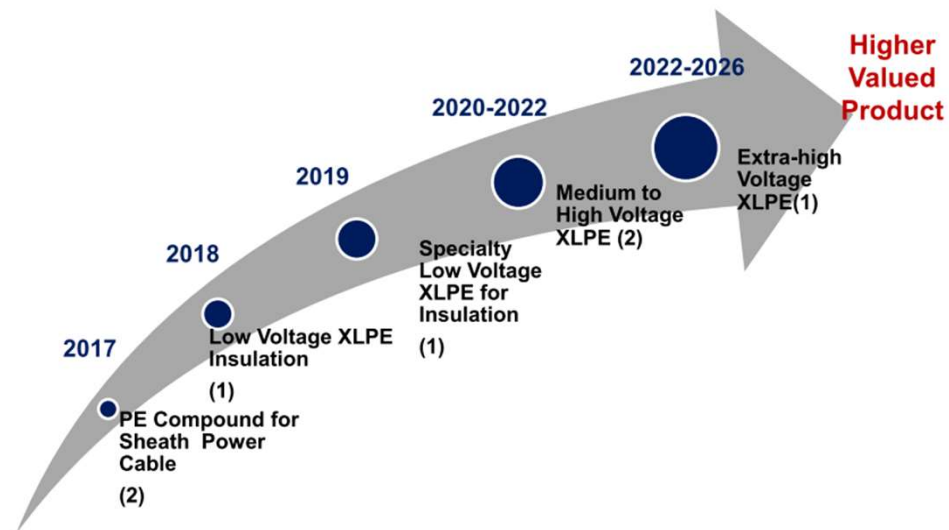 Higher
Valued
Product
2022-2026
Extra-high
Voltage
XLPE(1)
2020-2022
Medium to
High Voltage
XLPE (2)
2019
Specialty
Low Voltage
XLPE for
Insulation
(1)
2018
Low Voltage XLPE
Insulation
(1)
2017
PE Compound for
Sheath Power
Cable
(2)